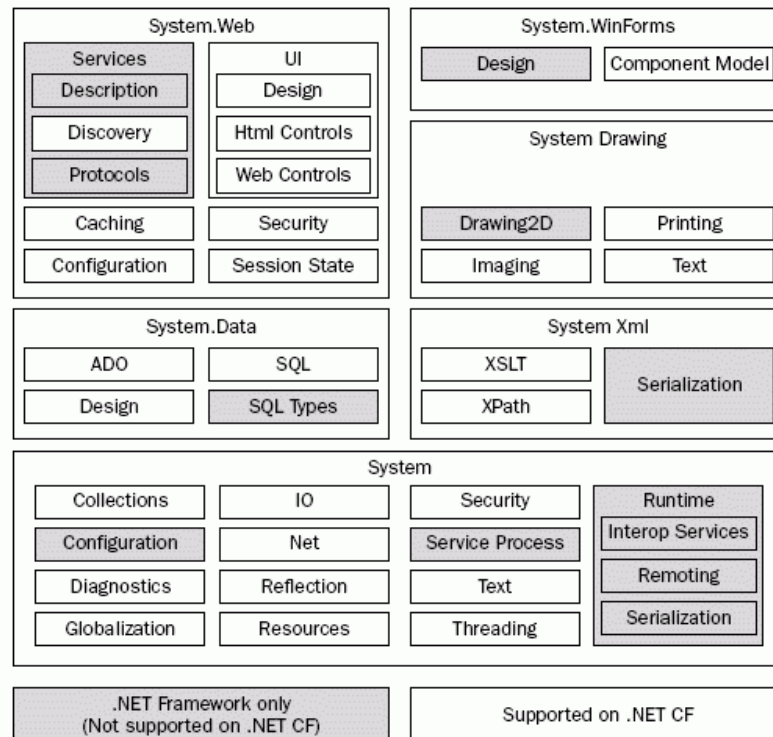 System.Web
Services
Description
Discovery
Protocols
UI
Design
Html Controls
Web Controls
Caching
Security
Configuration
Session State
System.WinForms
Design
Component Model
System Drawing
Drawing2D
Printing
Imaging
Text
System.Data
ADO
SQL
Design
SQL Types
System Xml
XSLT
XPath
Serialization
System
Collections
IO
Security
Runtime
Configuration
Net
Service Process
Interop Services
Diagnostics
Reflection
Text
Remoting
Globalization
Resources
Threading
Serialization
.NET Framework only
(Not supported on .NET CF)
Supported on .NET CF